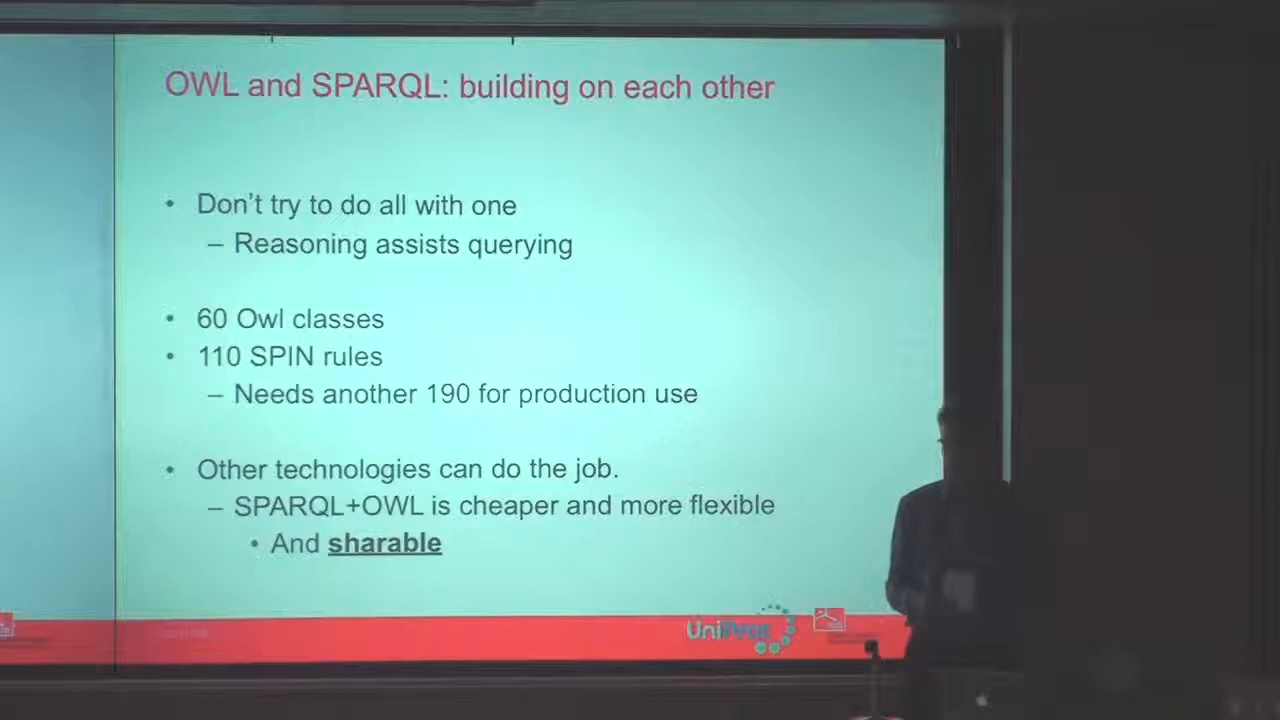 OWL and SPARQL: building on each other
• Don't try to do all with one
– Reasoning assists querying
• 60 Owl classes
• 110 SPIN rules
– Needs another 190 for production use
• Other technologies can do the job.
– SPARQL+OWL is cheaper and more flexible
• And sharable
UniProt